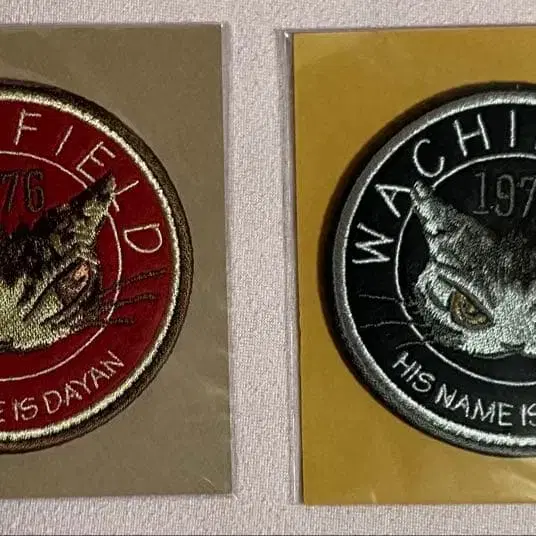 FIELD
76
E IS DAYAN
WACHI
197
HIS NAME IS